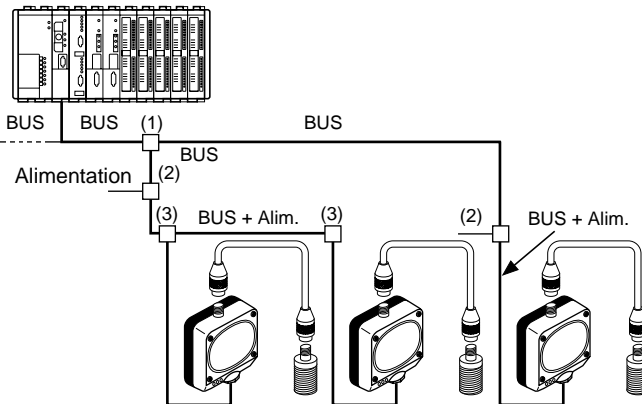 BUS BUS (1) BUS
BUS
Alimentation (2)
(3) BUS + Alim. (3) (2) BUS + Alim.